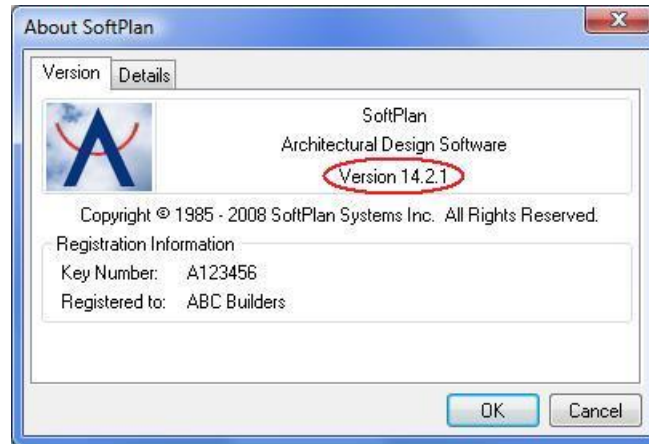 About SoftPlan
Version Details
SoftPlan
Architectural Design Software
Version 14.2.1
Copyright © 1985 - 2008 SoftPlan Systems Inc. All Rights Reserved.
Registration Information
Key Number: A123456
Registered to: ABC Builders
OK Cancel